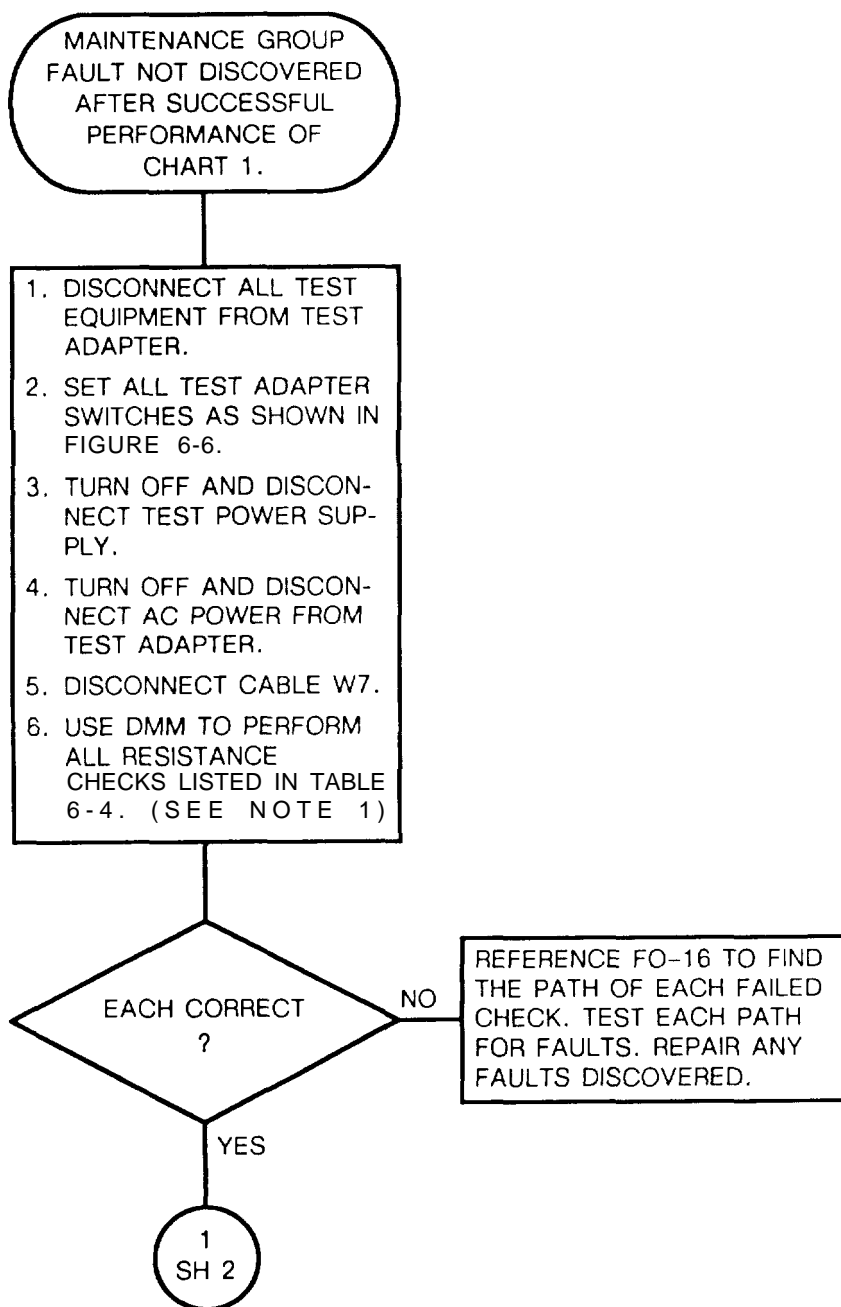 MAINTENANCE GROUP
FAULT NOT DISCOVERED
AFTER SUCCESSFUL
PERFORMANCE OF
CHART 1.
1. DISCONNECT ALL TEST
EQUIPMENT FROM TEST
ADAPTER.
2. SET ALL TEST ADAPTER
SWITCHES AS SHOWN IN
FIGURE 6-6.
3. TURN OFF AND DISCON-
NECT TEST POWER SUP-
PLY.
4. TURN OFF AND DISCON-
NECT AC POWER FROM
TEST ADAPTER.
5. DISCONNECT CABLE W7.
6. USE DMM TO PERFORM
ALL RESISTANCE
CHECKS LISTED IN TABLE
6-4. (SEE NOTE 1)
EACH CORRECT
?
NO
REFERENCE FO-16 TO FIND
THE PATH OF EACH FAILED
CHECK. TEST EACH PATH
FOR FAULTS. REPAIR ANY
FAULTS DISCOVERED.
YES
1
SH 2